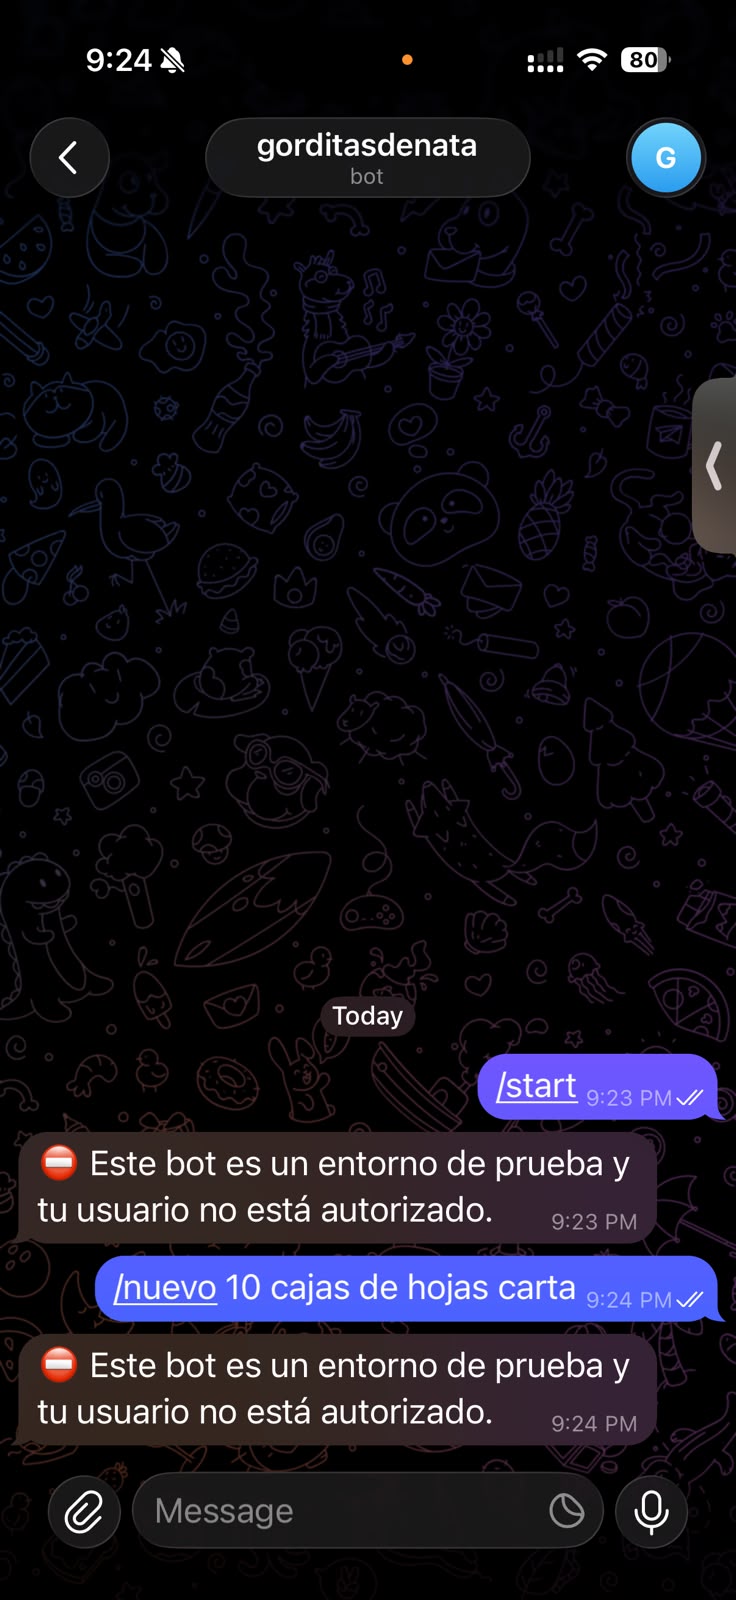 9:24
80
gorditasdenata
bot
G
Today
/start 9:23 PM
⛔ Este bot es un entorno de prueba y
tu usuario no está autorizado. 9:23 PM
/nuevo 10 cajas de hojas carta 9:24 PM
⛔ Este bot es un entorno de prueba y
tu usuario no está autorizado. 9:24 PM
Message